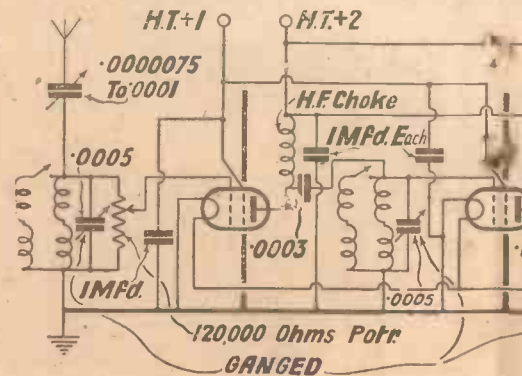 H.T.+1
H.T.+2
.0000075
To .0001
H.F. Choke
1Mfd. Each
.0005
.0003
1Mfd.
.0005
120,000 Ohms Potr.
GANGED